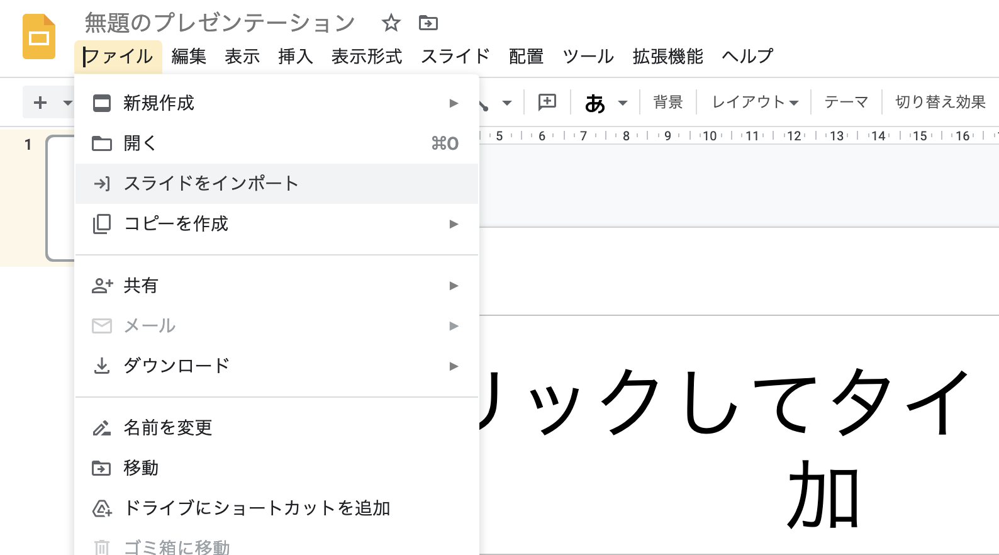 無題のプレゼンテーション
ファイル 編集 表示 挿入 表示形式 スライド 配置 ツール 拡張機能 ヘルプ
あ 背景 レイアウト テーマ 切り替え効果
5 6 7 8 9 10 11 12 13 14 15 16
1
新規作成
開く ⌘O
スライドをインポート
コピーを作成
共有
メール
ダウンロード
名前を変更
移動
ドライブにショートカットを追加
ゴミ箱に移動
リックしてタイ
加